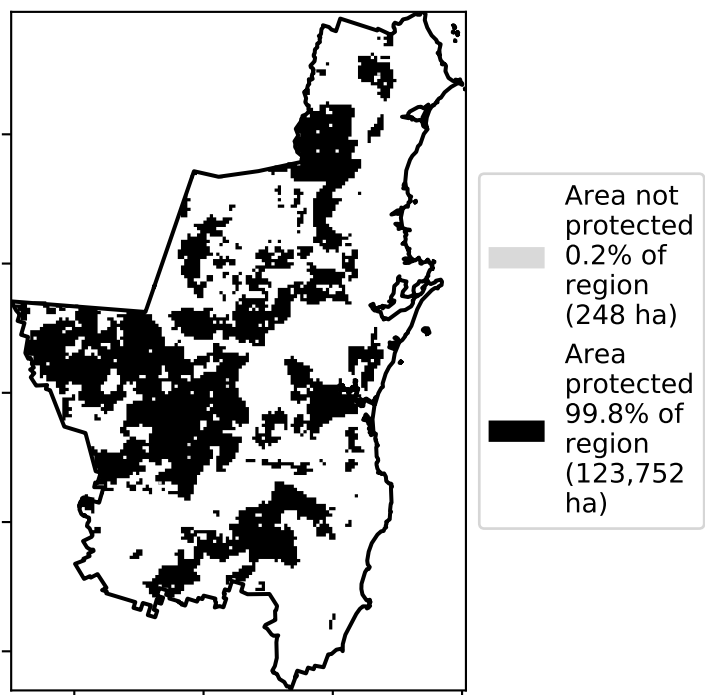 Area not
protected
0.2% of
region
(248 ha)
Area
protected
99.8% of
region
(123,752
ha)